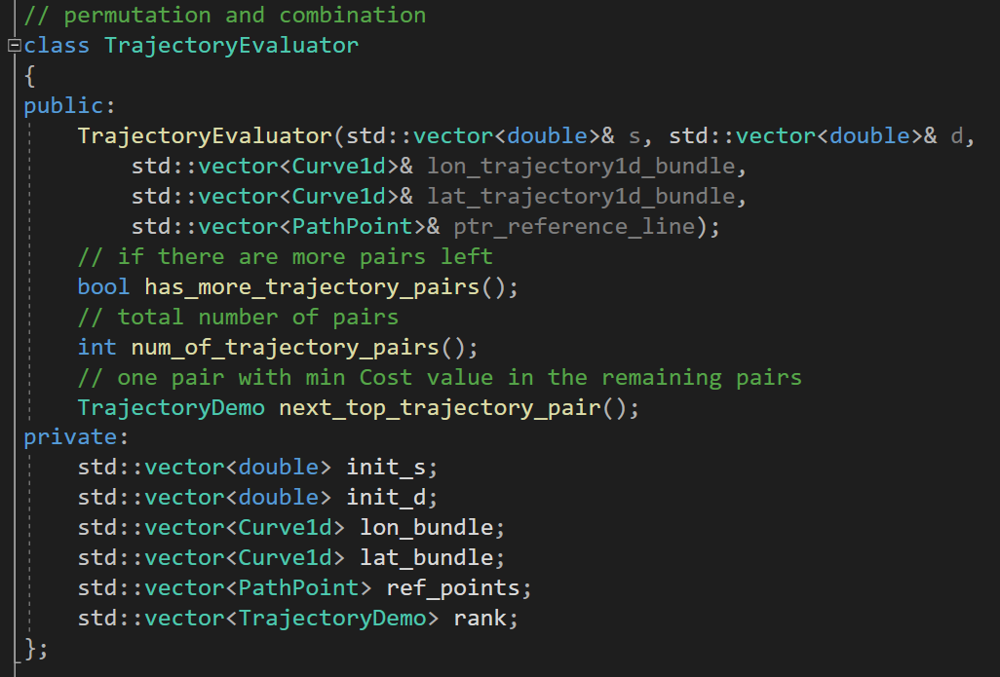 // permutation and combination
class TrajectoryEvaluator
{
public:
    TrajectoryEvaluator(std::vector<double>& s, std::vector<double>& d,
        std::vector<Curve1d>& lon_trajectory1d_bundle,
        std::vector<Curve1d>& lat_trajectory1d_bundle,
        std::vector<PathPoint>& ptr_reference_line);
    // if there are more pairs left
    bool has_more_trajectory_pairs();
    // total number of pairs
    int num_of_trajectory_pairs();
    // one pair with min Cost value in the remaining pairs
    TrajectoryDemo next_top_trajectory_pair();
private:
    std::vector<double> init_s;
    std::vector<double> init_d;
    std::vector<Curve1d> lon_bundle;
    std::vector<Curve1d> lat_bundle;
    std::vector<PathPoint> ref_points;
    std::vector<TrajectoryDemo> rank;
};